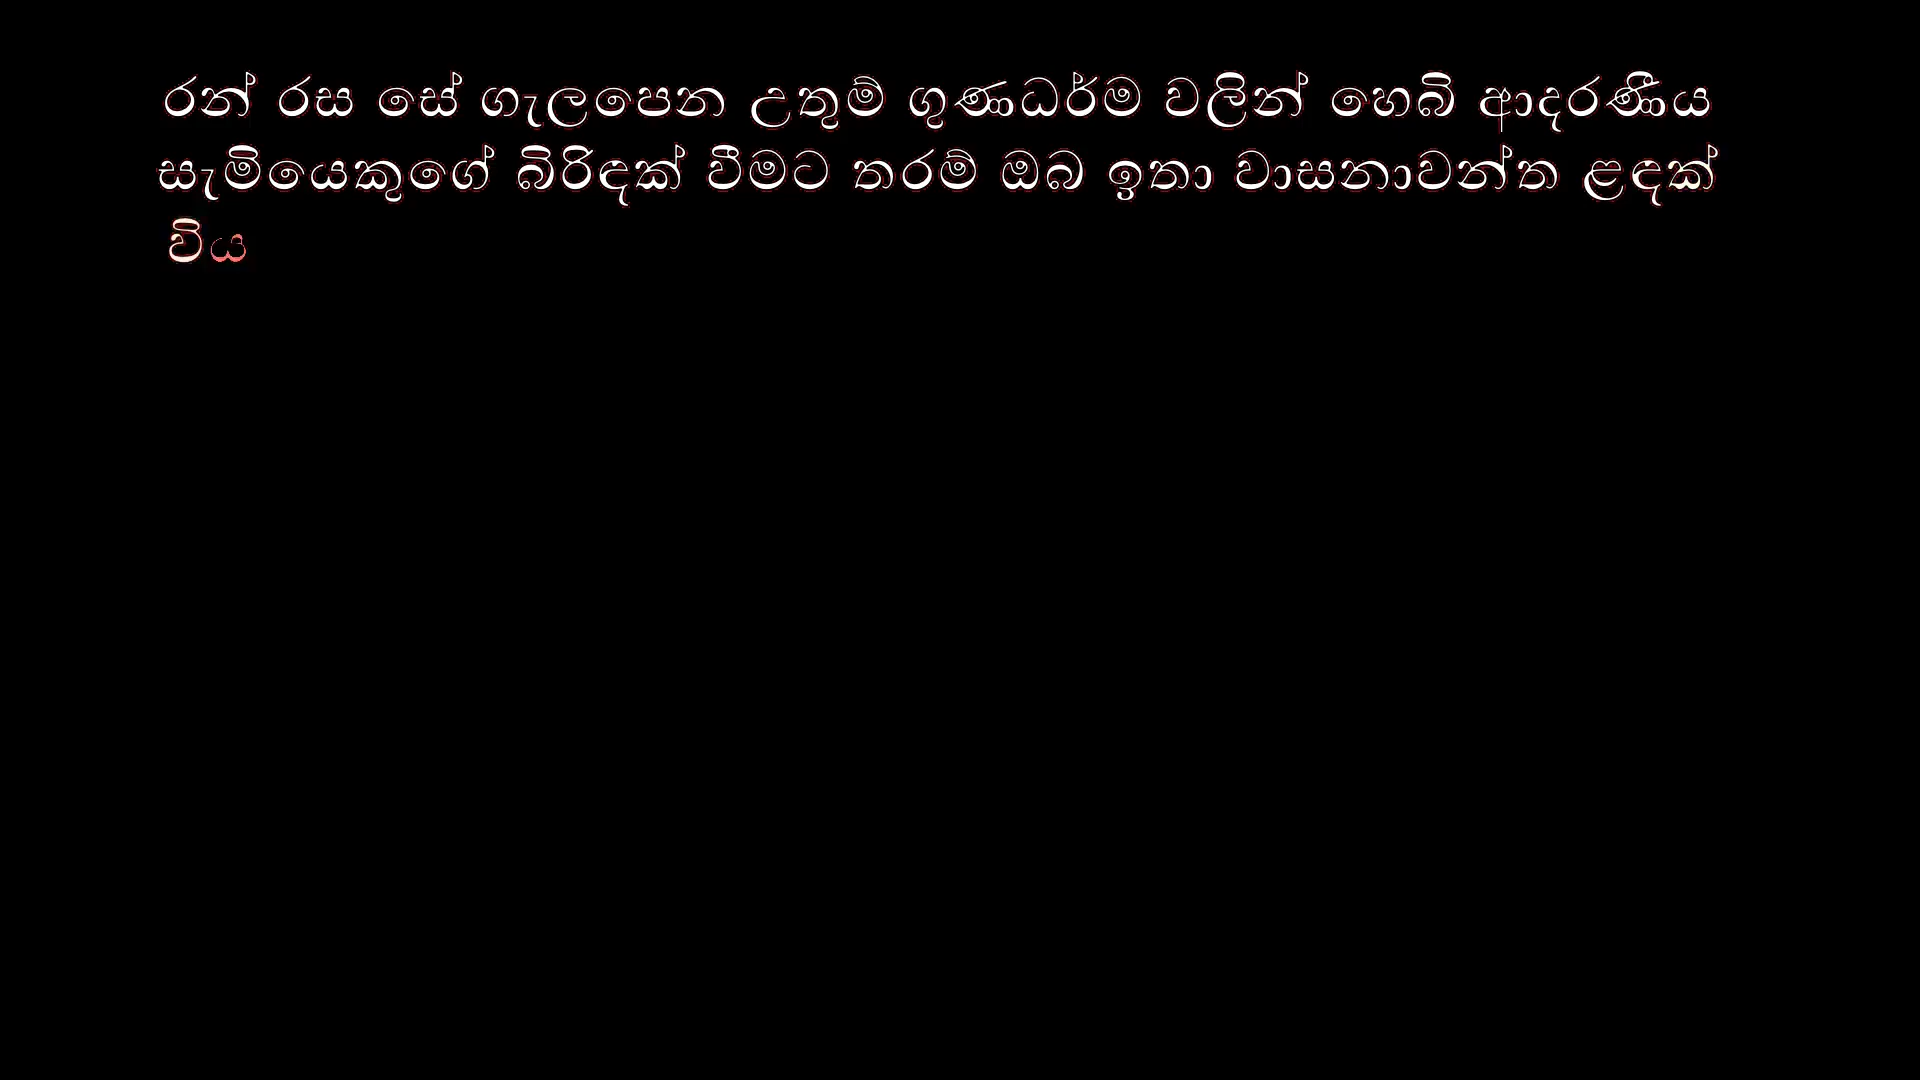 රන් රස සේ ගැලපෙන උතුම් ගුණධර්ම වලින් හෙබි ආදරණීය
සැමියෙකුගේ බිරිඳක් වීමට තරම් ඔබ ඉතා වාසනාවන්ත ළඳක්
විය